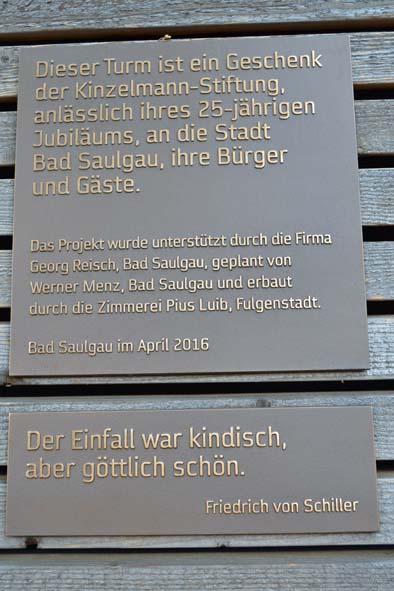 Dieser Turm ist ein Geschenk
der Kinzelmann-Stiftung,
anlässlich ihres 25-jährigen
Jubiläums, an die Stadt
Bad Saulgau, ihre Bürger
und Gäste.
Das Projekt wurde unterstützt durch die Firma
Georg Reisch, Bad Saulgau, geplant von
Werner Menz, Bad Saulgau und erbaut
durch die Zimmerei Pius Luib, Fulgenstadt.
Bad Saulgau im April 2016
Der Einfall war kindisch,
aber göttlich schön.
Friedrich von Schiller